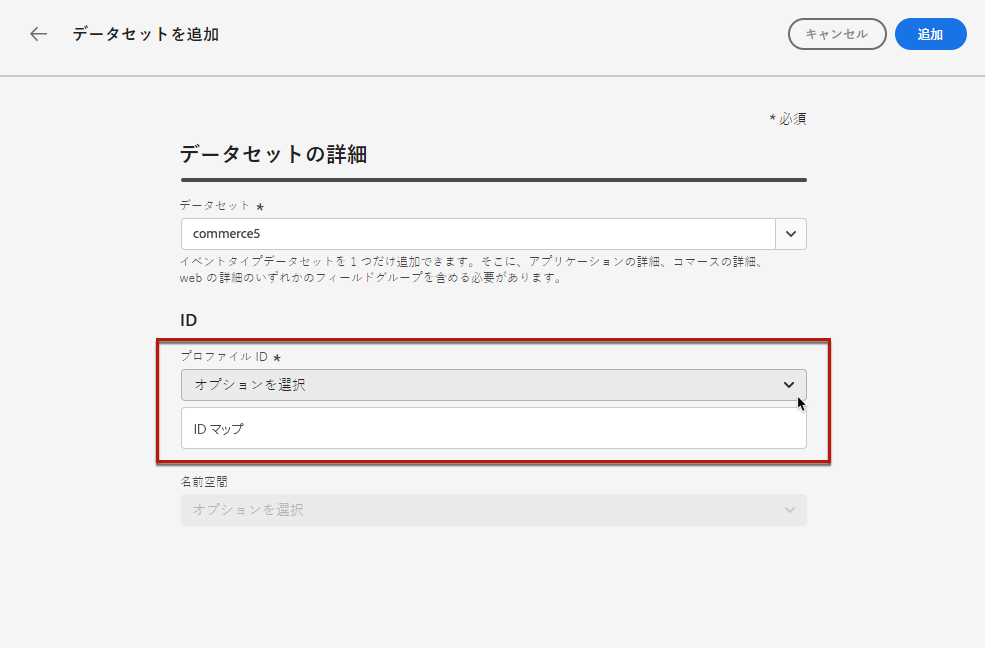 データセットを追加
キャンセル
追加
* 必須
データセットの詳細
データセット *
commerce5
イベントタイプデータセットを 1 つだけ追加できます。そこに、アプリケーションの詳細、コマースの詳細、
web の詳細のいずれかのフィールドグループを含める必要があります。
ID
プロファイル ID *
オプションを選択
ID マップ
名前空間
オプションを選択